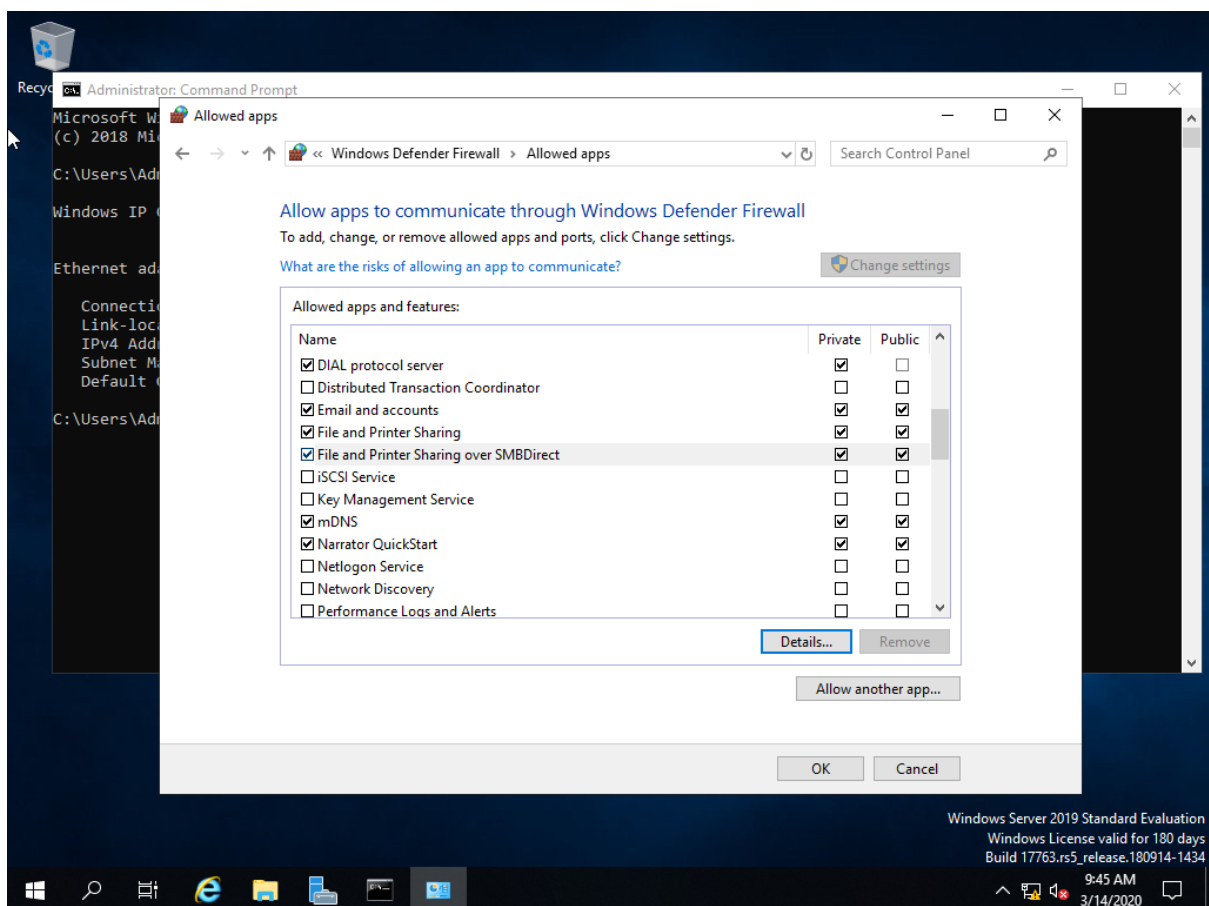 Recyc
Administrator: Command Prompt
Microsoft W
(c) 2018 Mi
C:\Users\Ad
Windows IP
Ethernet ad
Connecti
Link-loc
IPv4 Add
Subnet M
Default
C:\Users\Ad
Allowed apps
« Windows Defender Firewall > Allowed apps
Search Control Panel
Allow apps to communicate through Windows Defender Firewall
To add, change, or remove allowed apps and ports, click Change settings.
What are the risks of allowing an app to communicate?
Change settings
Allowed apps and features:
Name Private Public
DIAL protocol server
Distributed Transaction Coordinator
Email and accounts
File and Printer Sharing
File and Printer Sharing over SMBDirect
iSCSI Service
Key Management Service
mDNS
Narrator QuickStart
Netlogon Service
Network Discovery
Performance Logs and Alerts
Details... Remove
Allow another app...
OK Cancel
Windows Server 2019 Standard Evaluation
Windows License valid for 180 days
Build 17763.rs5_release.180914-1434
9:45 AM
3/14/2020